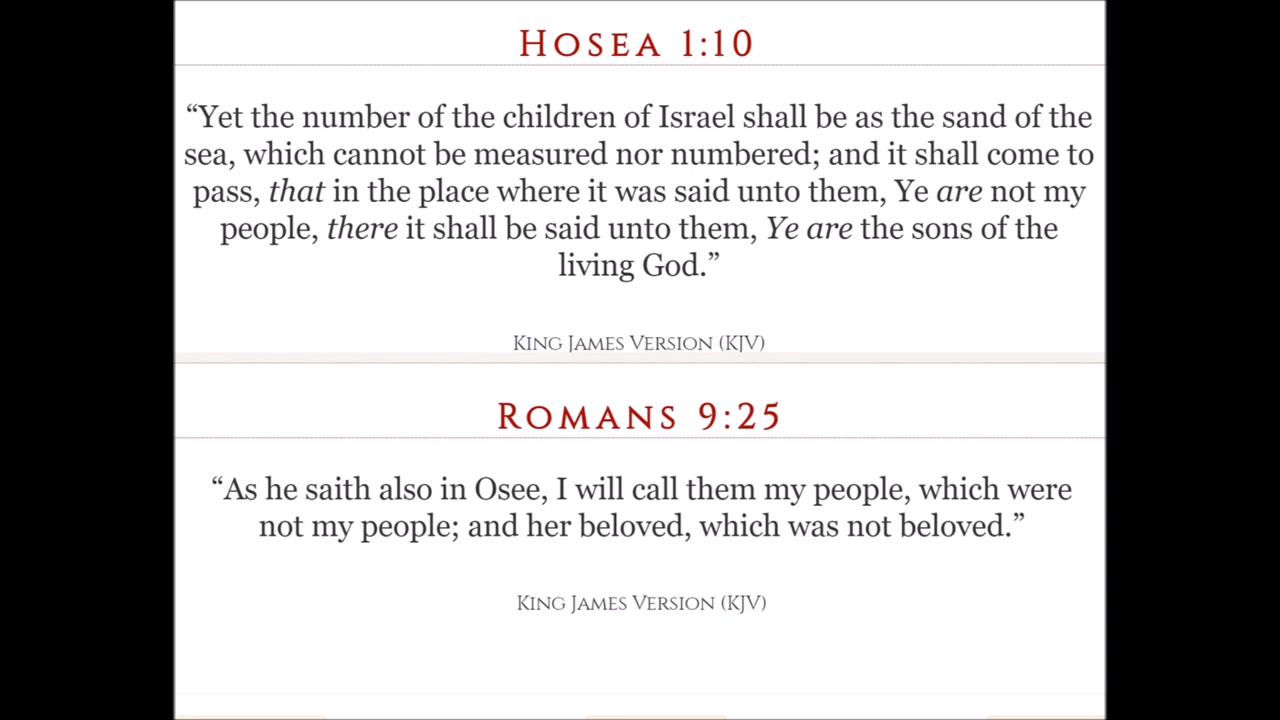 Hosea 1:10
“Yet the number of the children of Israel shall be as the sand of the
sea, which cannot be measured nor numbered; and it shall come to
pass, that in the place where it was said unto them, Ye are not my
people, there it shall be said unto them, Ye are the sons of the
living God.”
King James Version (KJV)
Romans 9:25
“As he saith also in Osee, I will call them my people, which were
not my people; and her beloved, which was not beloved.”
King James Version (KJV)